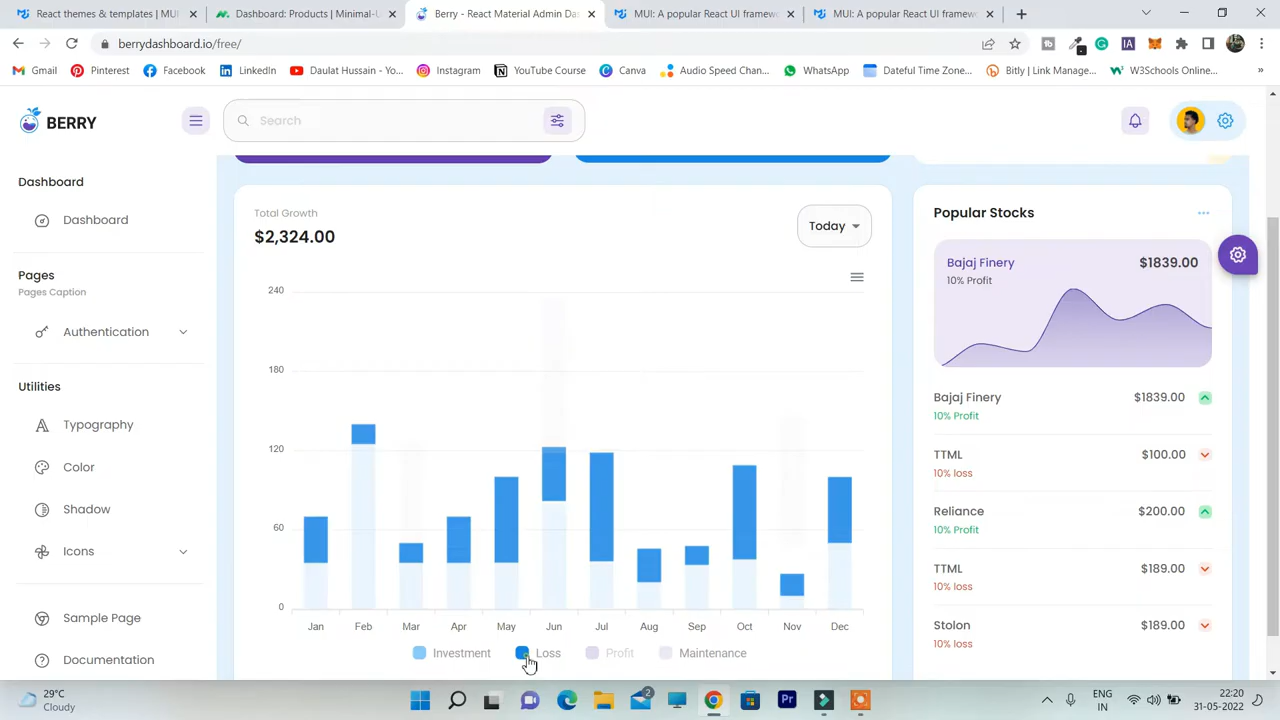 React themes & templates | MUI
Dashboard: Products | Minimal-U
Berry - React Material Admin Das
MUI: A popular React UI framewo
MUI: A popular React UI framewo
berrydashboard.io/free/
Gmail
Pinterest
Facebook
LinkedIn
Daulat Hussain - Yo...
Instagram
YouTube Course
Canva
Audio Speed Chan...
WhatsApp
Dateful Time Zone...
Bitly | Link Manage...
W3Schools Online...
BERRY
Search
Dashboard
Dashboard
Pages
Pages Caption
Authentication
Utilities
Typography
Color
Shadow
Icons
Sample Page
Documentation
Total Growth
$2,324.00
Today
240
180
120
60
0
Jan Feb Mar Apr May Jun Jul Aug Sep Oct Nov Dec
Investment Loss Profit Maintenance
Popular Stocks
Bajaj Finery $1839.00
10% Profit
Bajaj Finery $1839.00
10% Profit
TTML $100.00
10% loss
Reliance $200.00
10% Profit
TTML $189.00
10% loss
Stolon $189.00
10% loss
29°C
Cloudy
2
Pr
ENG
IN
22:20
31-05-2022